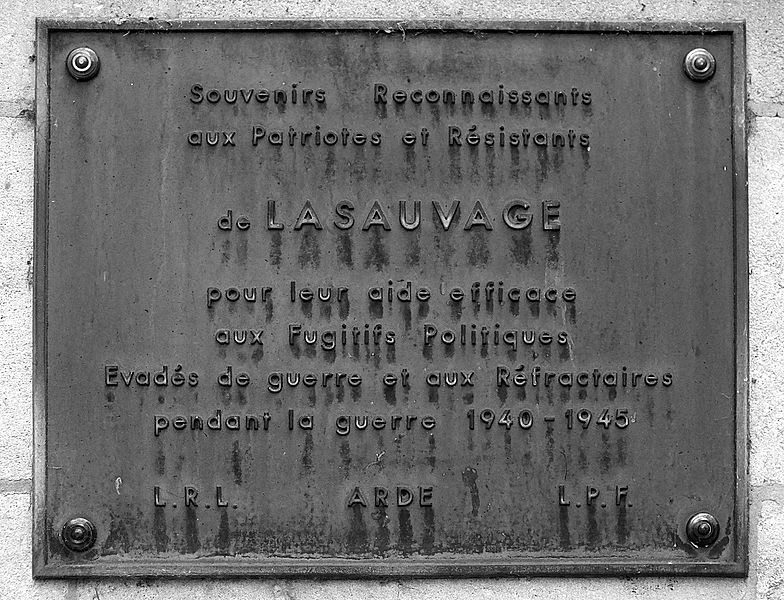 Souvenirs Reconnaissants
aux Patriotes et Résistants
de LASAUVAGE
pour leur aide efficace
aux Fugitifs Politiques
Evadés de guerre et aux Réfractaires
pendant la guerre 1940-1945
L.R.L. ARDE L.P.F.